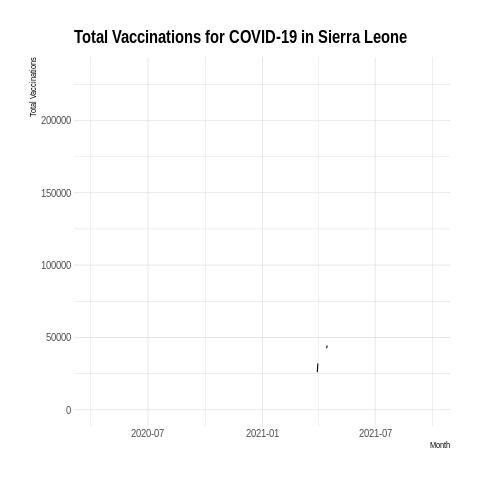 Total Vaccinations for COVID-19 in Sierra Leone
Total Vaccinations
200000
150000
100000
50000
0
2020-07 2021-01 2021-07
Month